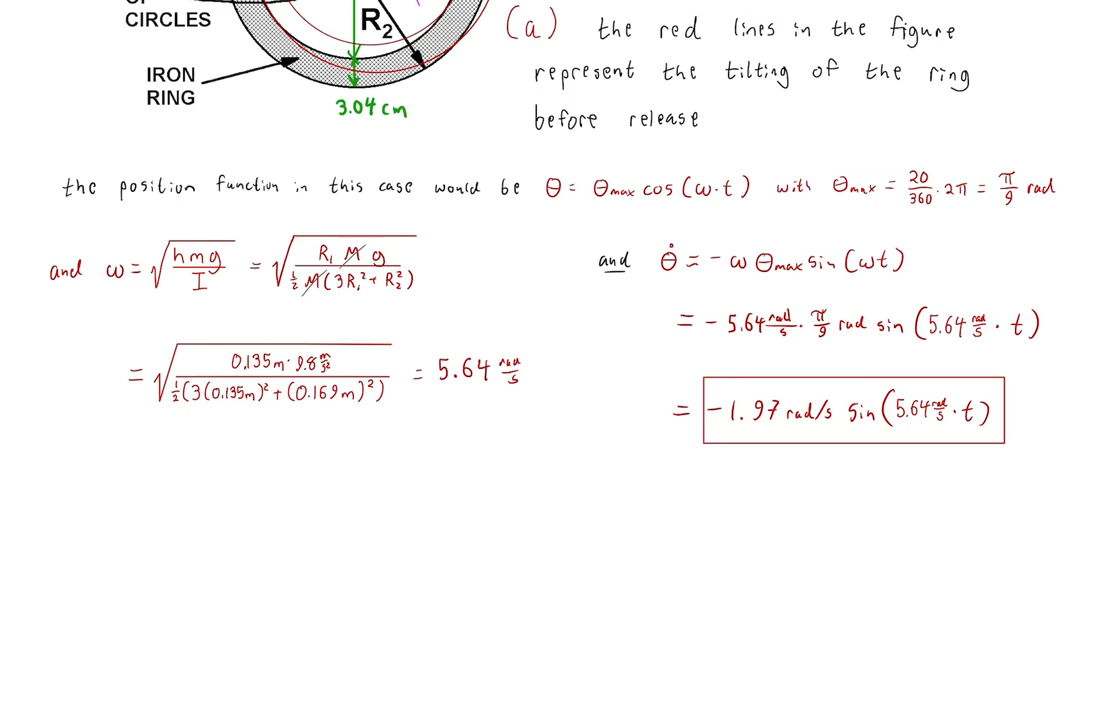 OF
CIRCLES
R₂
IRON
RING
3.04 cm
(a) the red lines in the figure
represent the tilting of the ring
before release
the position function in this case would be θ = θmax cos(ω·t) with θmax = 20/360 · 2π = π/9 rad
and ω = √(hmg/I) = √(R₁ M g / ½ M(3R₁² + R₂²))
= √(0.135m · 9.8 m/s² / ½(3(0.135m)² + (0.169m)²)) = 5.64 rad/s
and θ̇ = - ω θmax sin(ωt)
= - 5.64 rad/s · π/9 rad sin(5.64 rad/s · t)
= -1.97 rad/s sin(5.64 rad/s · t)